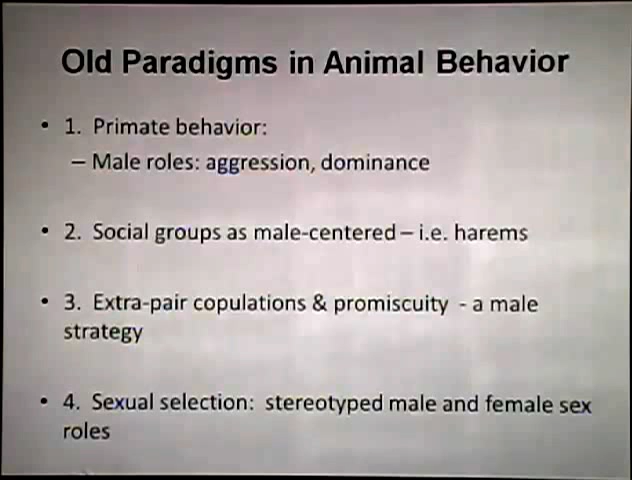 Old Paradigms in Animal Behavior
• 1. Primate behavior:
– Male roles: aggression, dominance
• 2. Social groups as male-centered – i.e. harems
• 3. Extra-pair copulations & promiscuity - a male
strategy
• 4. Sexual selection: stereotyped male and female sex
roles